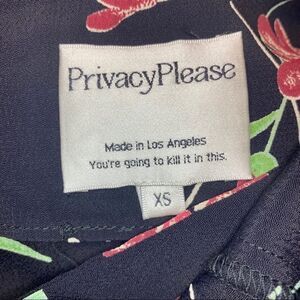 PrivacyPlease
Made in Los Angeles
You're going to kill it in this.
XS